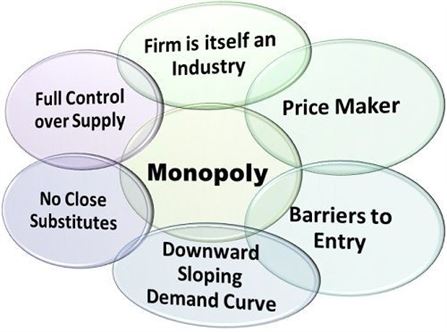 Firm is itself an
Industry
Full Control
over Supply
Price Maker
Monopoly
No Close
Substitutes
Barriers to
Entry
Downward
Sloping
Demand Curve